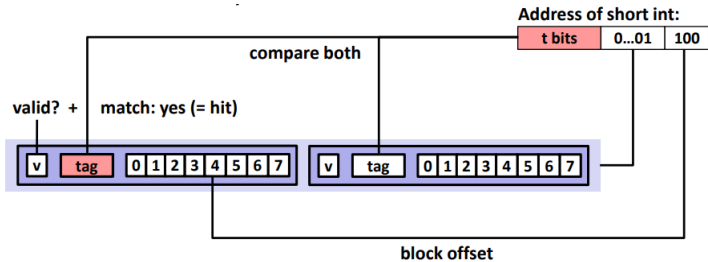 Address of short int:
t bits 0...01 100
compare both
valid? + match: yes (= hit)
v tag 0 1 2 3 4 5 6 7 v tag 0 1 2 3 4 5 6 7
block offset